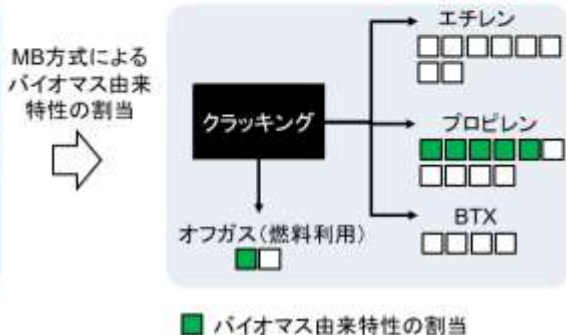 MB方式による
バイオマス由来
特性の割当
クラッキング
エチレン
プロピレン
BTX
オフガス(燃料利用)
バイオマス由来特性の割当